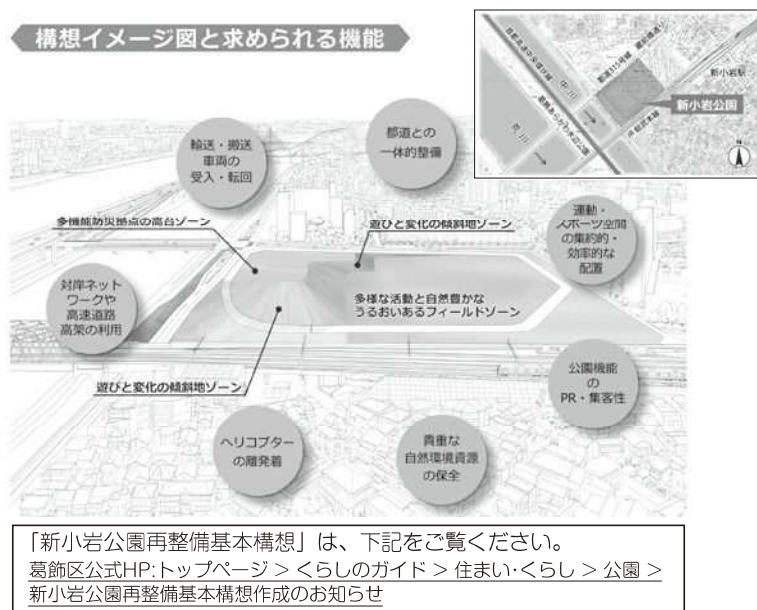 構想イメージ図と求められる機能
新小岩駅
新小岩公園
JR総武本線
中川
荒川
N
輸送・搬送
車両の
受入・転回
都道との
一体的整備
多機能防災拠点の高台ゾーン
遊びと変化の傾斜地ゾーン
運動・
スポーツ空間
の集約的・
効率的な
配置
対岸ネット
ワークや
高速道路
高架の利用
多様な活動と自然豊かな
うるおいあるフィールドゾーン
遊びと変化の傾斜地ゾーン
公園機能
の
PR・集客性
ヘリコプター
の離発着
貴重な
自然環境資源
の保全
「新小岩公園再整備基本構想」は、下記をご覧ください。
葛飾区公式HP:トップページ > くらしのガイド > 住まい・くらし > 公園 >
新小岩公園再整備基本構想作成のお知らせ